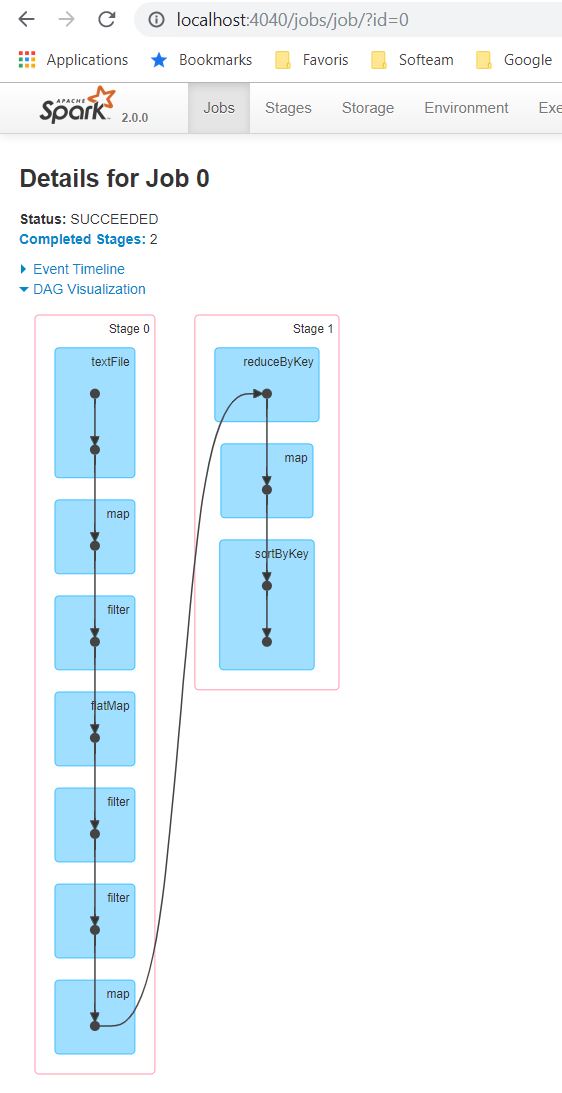 localhost:4040/jobs/job/?id=0
Applications Bookmarks Favoris Softeam Google
APACHE
Spark 2.0.0 Jobs Stages Storage Environment Exe
Details for Job 0
Status: SUCCEEDED
Completed Stages: 2
Event Timeline
DAG Visualization
Stage 0
textFile
map
filter
flatMap
filter
filter
map
Stage 1
reduceByKey
map
sortByKey